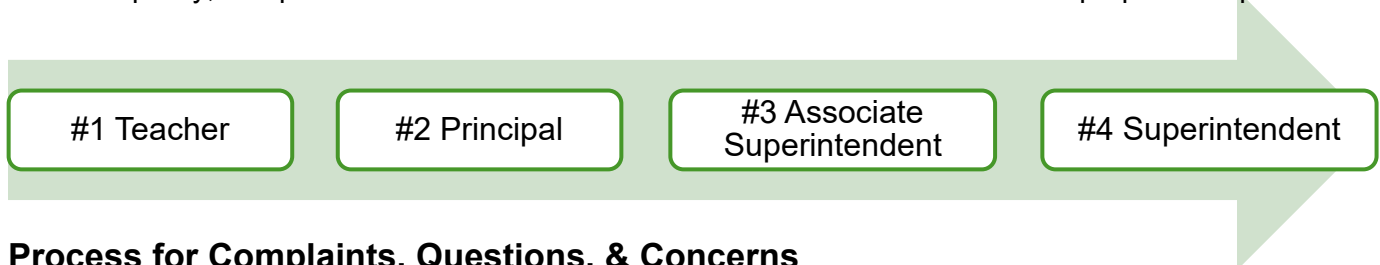 #1 Teacher
#2 Principal
#3 Associate
Superintendent
#4 Superintendent
Process for Complaints, Questions, & Concerns